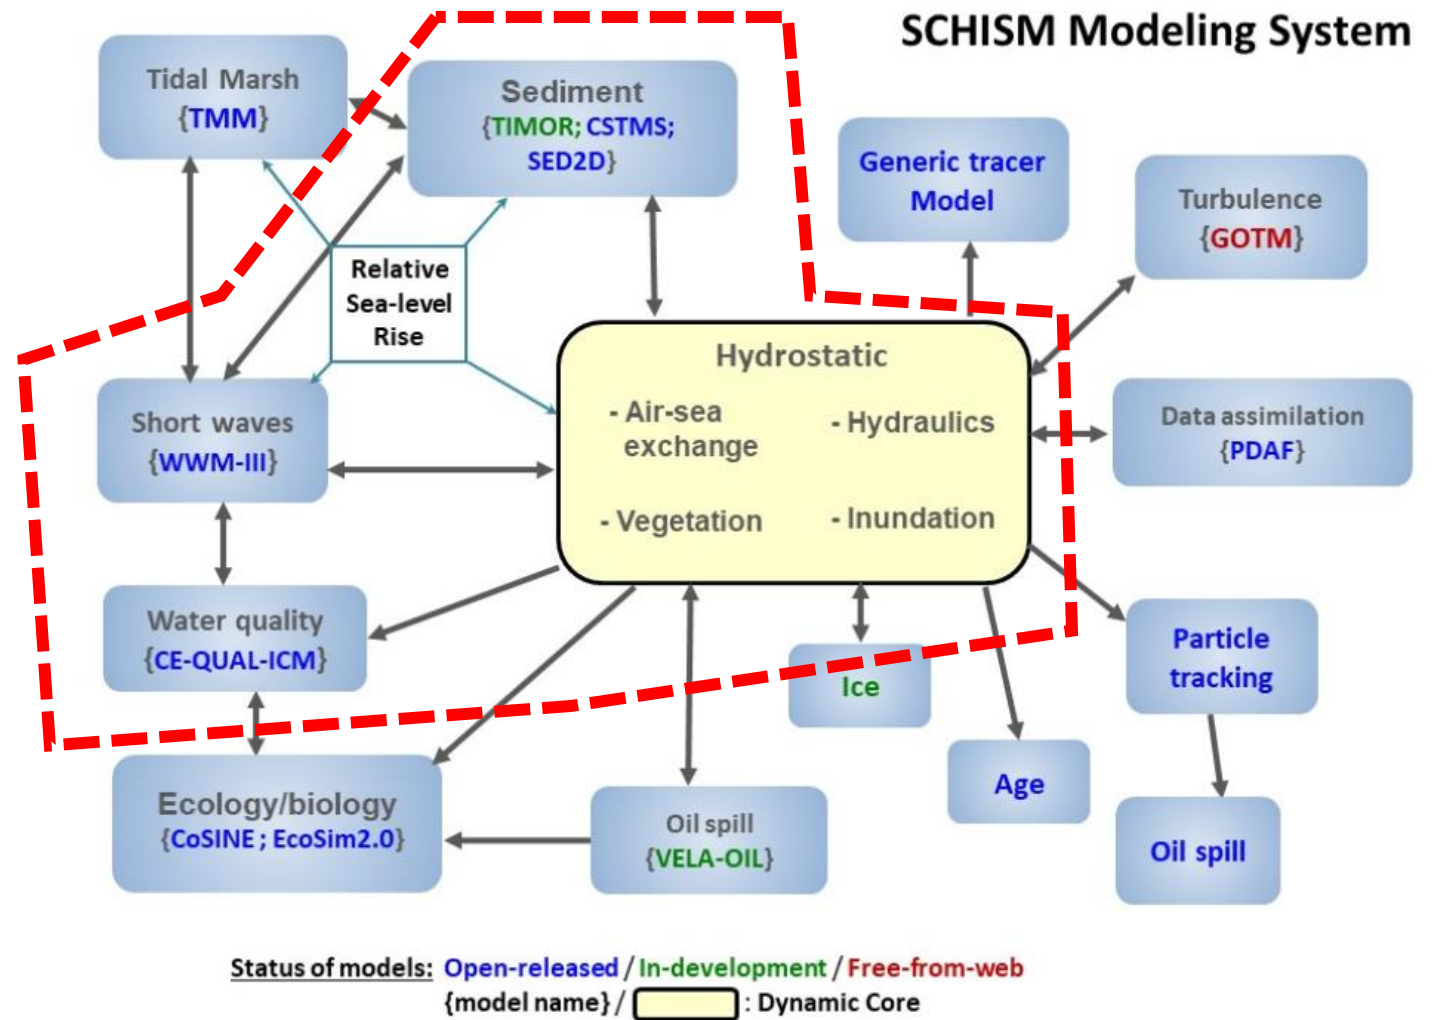 SCHISM Modeling System
Tidal Marsh
{TMM}
Sediment
{TIMOR; CSTMS;
SED2D}
Generic tracer
Model
Turbulence
{GOTM}
Relative
Sea-level
Rise
Hydrostatic
- Air-sea
exchange
- Hydraulics
- Vegetation
- Inundation
Short waves
{WWM-III}
Data assimilation
{PDAF}
Water quality
{CE-QUAL-ICM}
Ice
Particle
tracking
Ecology/biology
{CoSINE ; EcoSim2.0}
Oil spill
{VELA-OIL}
Age
Oil spill
Status of models: Open-released / In-development / Free-from-web
{model name} / : Dynamic Core